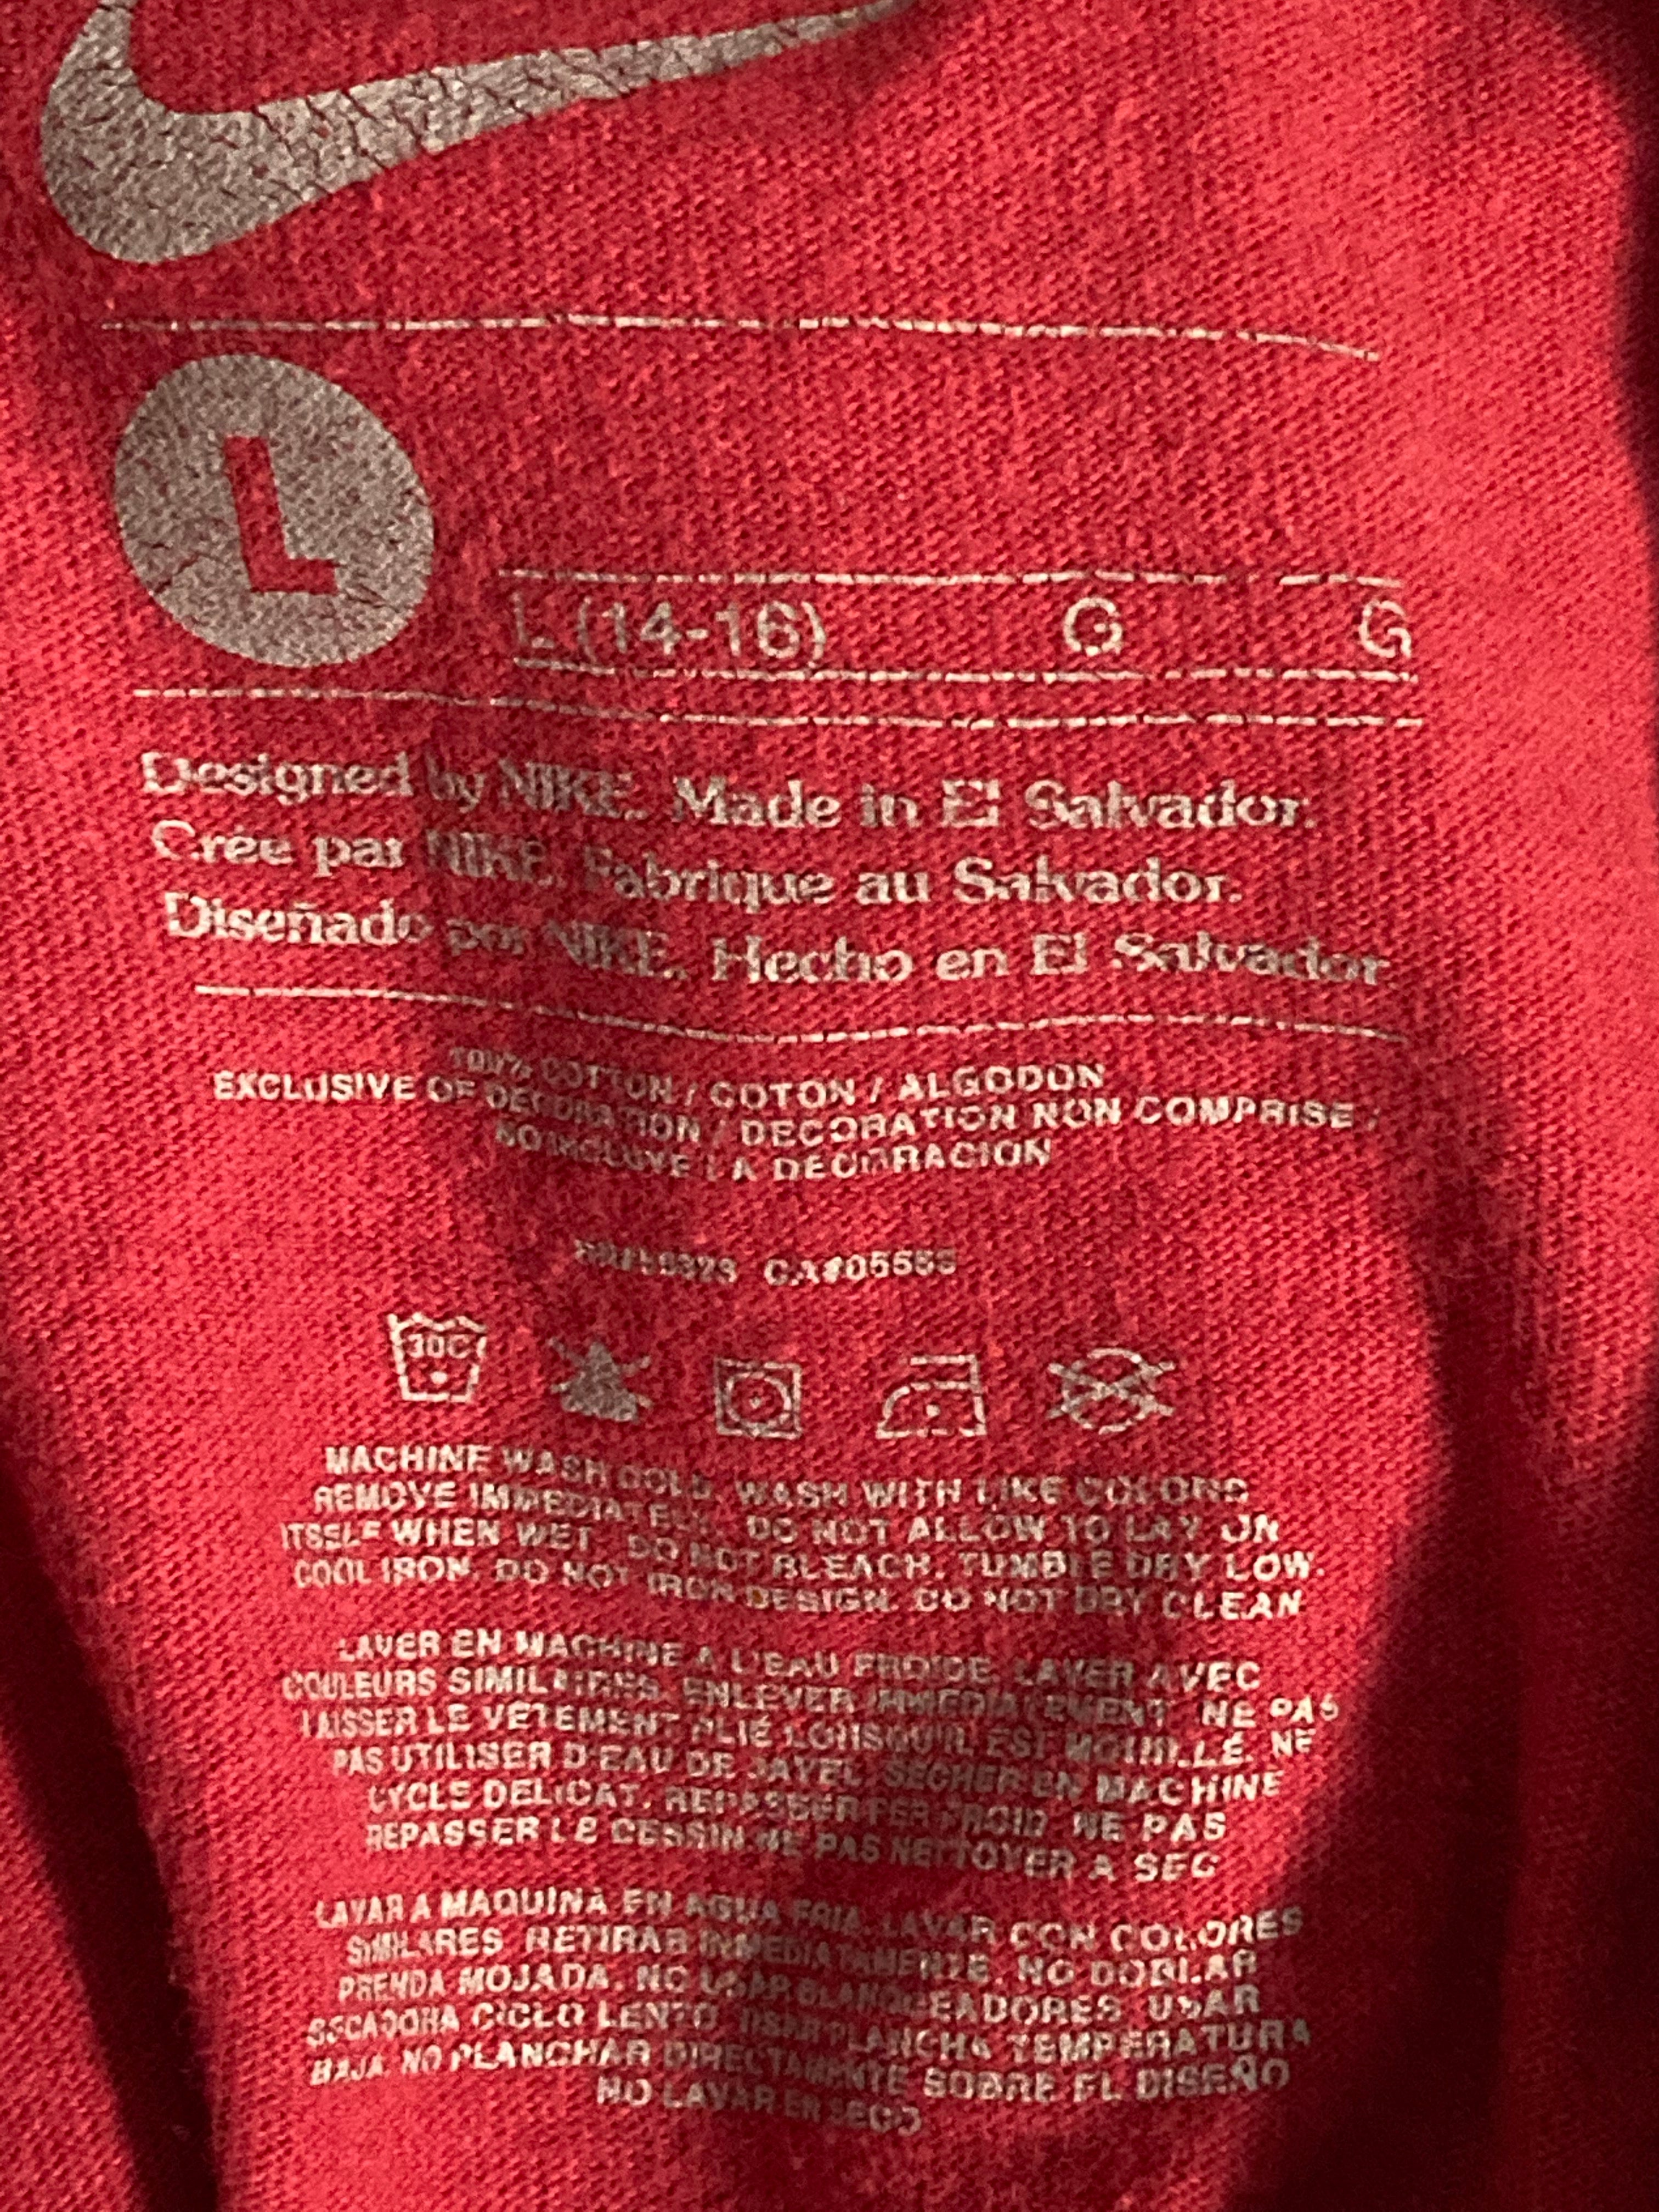 L
L (14-16) G G
Designed by NIKE. Made in El Salvador.
Crée par NIKE. Fabrique au Salvador.
Diseñado por NIKE. Hecho en El Salvador
100% COTTON / COTON / ALGODON
EXCLUSIVE OF DECORATION / DECORATION NON COMPRISE /
NO INCLUYE LA DECORACION
CA#05553
30C
MACHINE WASH COLD. WASH WITH LIKE COLORS
REMOVE IMMEDIATELY. DO NOT ALLOW TO LAY ON
ITSELF WHEN WET. DO NOT BLEACH. TUMBLE DRY LOW.
COOL IRON. DO NOT IRON DESIGN. DO NOT DRY CLEAN
LAVER EN MACHINE A L'EAU FROIDE. LAVER AVEC
COULEURS SIMILAIRES. ENLEVER IMMEDIATEMENT. NE PAS
LAISSER LE VÉTEMENT PLIÉ LORSQU'IL EST MOUILLÉ. NE
PAS UTILISER D'EAU DE JAVEL. SECHER EN MACHINE
CYCLE DELICAT. REPASSER FER FROID. NE PAS
REPASSER LE DESSIN. NE PAS NETTOYER A SEC
LAVAR A MAQUINA EN AGUA FRIA. LAVAR CON COLORES
SIMILARES. RETIRAR INMEDIATAMENTE. NO DOBLAR
PRENDA MOJADA. NO USAR BLANQUEADORES. USAR
SECADORA CICLO LENTO. USAR PLANCHA TEMPERATURA
BAJA. NO PLANCHAR DIRECTAMENTE SOBRE EL DISEÑO
NO LAVAR EN SECO